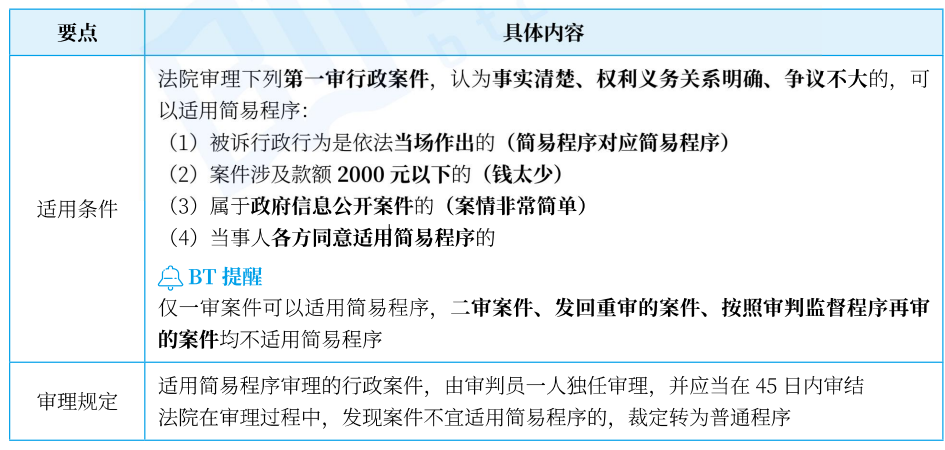 要点 具体内容
适用条件
法院审理下列第一审行政案件，认为事实清楚、权利义务关系明确、争议不大的，可
以适用简易程序：
（1）被诉行政行为是依法当场作出的（简易程序对应简易程序）
（2）案件涉及款额 2000 元以下的（钱太少）
（3）属于政府信息公开案件的（案情非常简单）
（4）当事人各方同意适用简易程序的
BT 提醒
仅一审案件可以适用简易程序，二审案件、发回重审的案件、按照审判监督程序再审
的案件均不适用简易程序
审理规定
适用简易程序审理的行政案件，由审判员一人独任审理，并应当在 45 日内审结
法院在审理过程中，发现案件不宜适用简易程序的，裁定转为普通程序